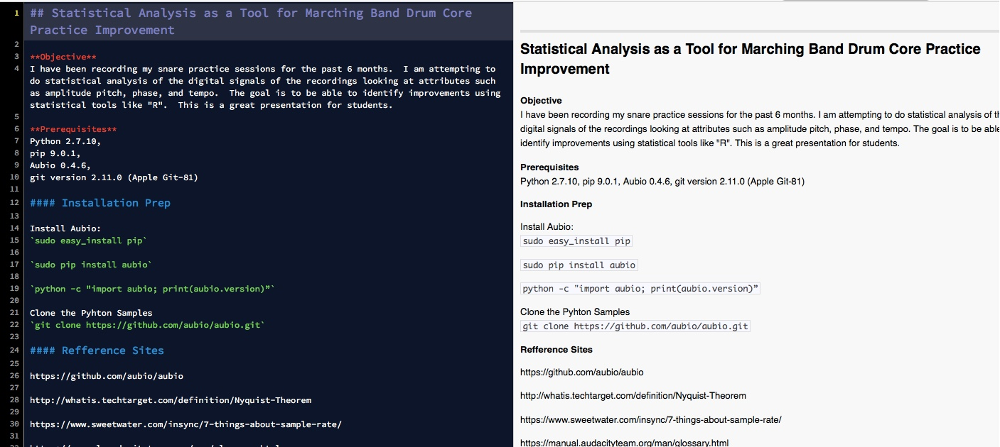 1 ## Statistical Analysis as a Tool for Marching Band Drum Core
Practice Improvement
2
3 **Objective**
4 I have been recording my snare practice sessions for the past 6 months.  I am attempting to
do statistical analysis of the digital signals of the recordings looking at attributes such
as amplitude pitch, phase, and tempo.  The goal is to be able to identify improvements using
statistical tools like "R".  This is a great presentation for students.
5
6 **Prerequisites**
7 Python 2.7.10,
8 pip 9.0.1,
9 Aubio 0.4.6,
10 git version 2.11.0 (Apple Git-81)
11
12 #### Installation Prep
13
14 Install Aubio:
15 `sudo easy_install pip`
16
17 `sudo pip install aubio`
18
19 `python -c "import aubio; print(aubio.version)”`
20
21 Clone the Pyhton Samples
22 `git clone https://github.com/aubio/aubio.git`
23
24 #### Refference Sites
25
26 https://github.com/aubio/aubio
27
28 http://whatis.techtarget.com/definition/Nyquist-Theorem
29
30 https://www.sweetwater.com/insync/7-things-about-sample-rate/
31
Statistical Analysis as a Tool for Marching Band Drum Core Practice
Improvement
Objective
I have been recording my snare practice sessions for the past 6 months. I am attempting to do statistical analysis of
digital signals of the recordings looking at attributes such as amplitude pitch, phase, and tempo. The goal is to be able
identify improvements using statistical tools like "R". This is a great presentation for students.
Prerequisites
Python 2.7.10, pip 9.0.1, Aubio 0.4.6, git version 2.11.0 (Apple Git-81)
Installation Prep
Install Aubio:
sudo easy_install pip
sudo pip install aubio
python -c "import aubio; print(aubio.version)”
Clone the Pyhton Samples
git clone https://github.com/aubio/aubio.git
Refference Sites
https://github.com/aubio/aubio
http://whatis.techtarget.com/definition/Nyquist-Theorem
https://www.sweetwater.com/insync/7-things-about-sample-rate/
https://manual.audacityteam.org/man/glossary.html